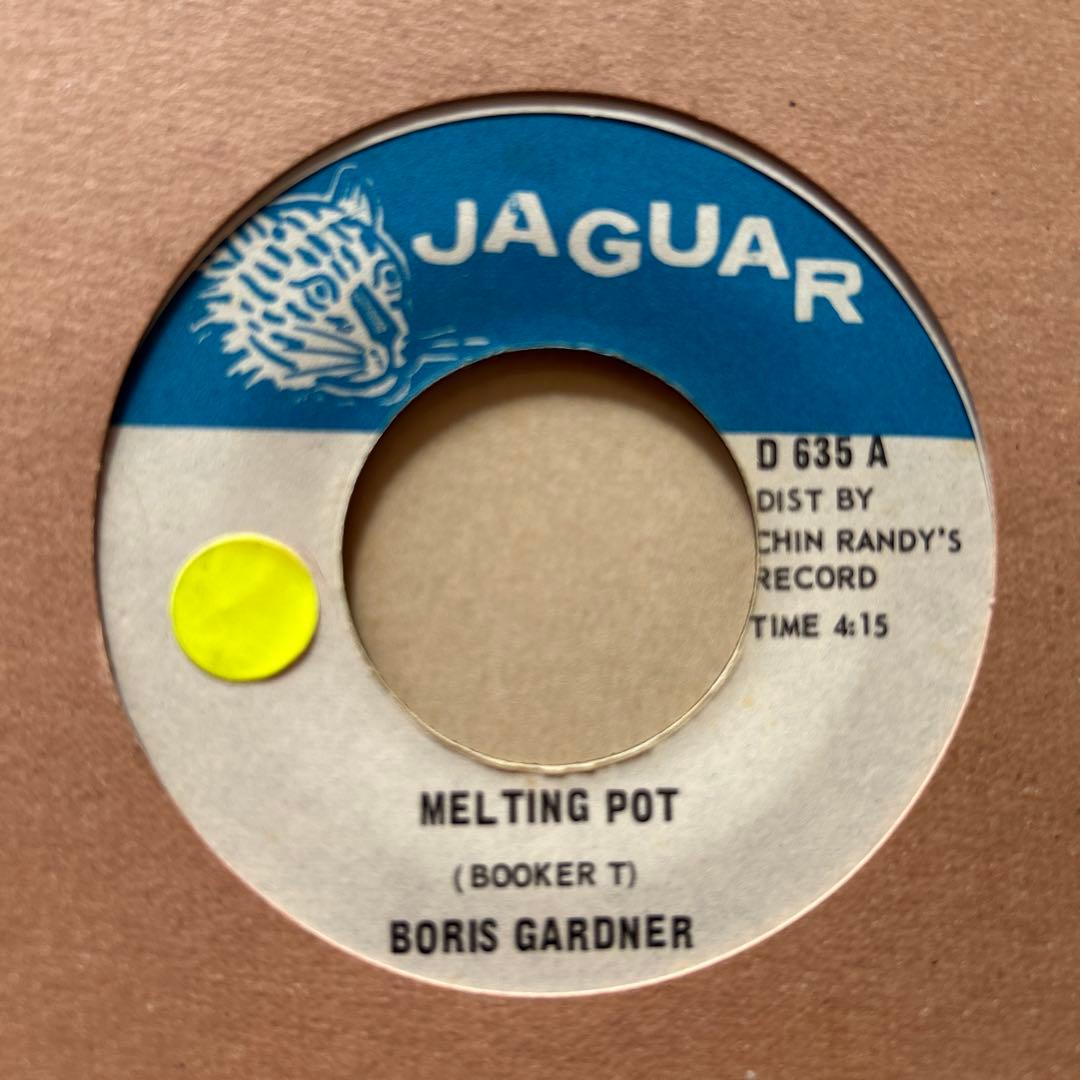 JAGUAR
D 635 A
DIST BY
CHIN RANDY'S
RECORD
TIME 4:15
MELTING POT
(BOOKER T)
BORIS GARDNER